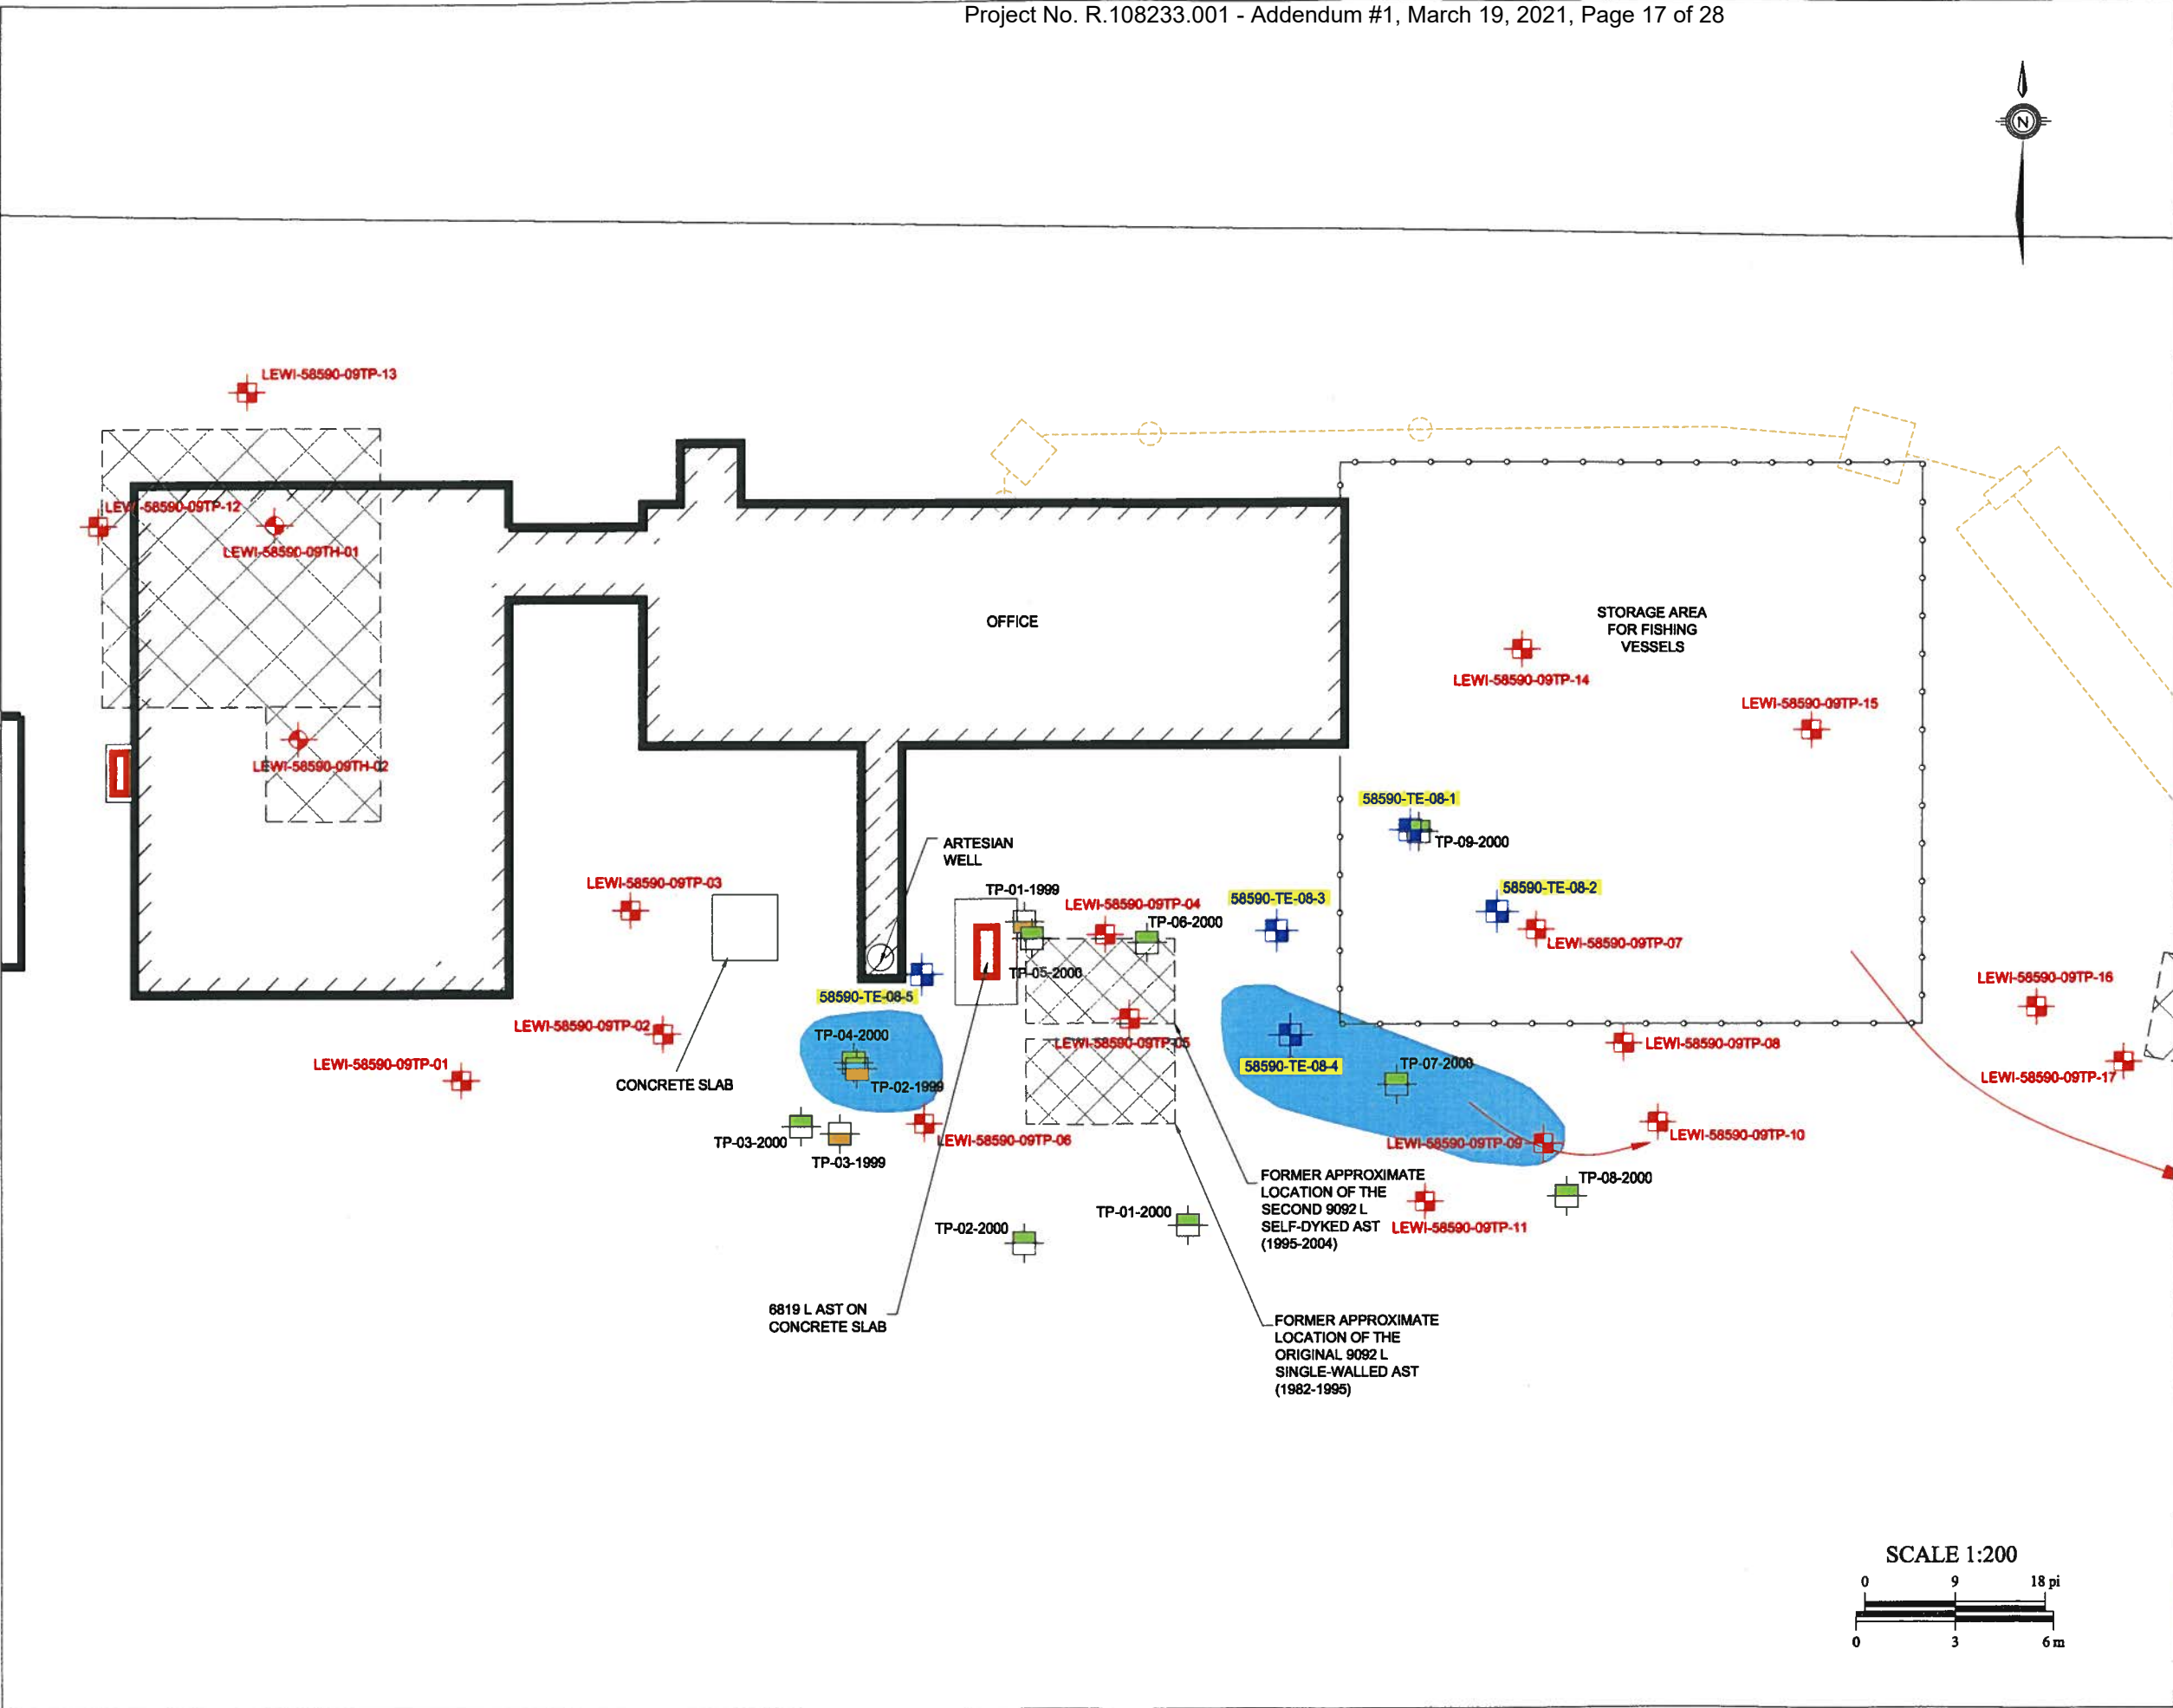 Project No. R.108233.001 - Addendum #1, March 19, 2021, Page 17 of 28
N
LEWI-58590-09TP-13
LEWI-58590-09TP-12
LEWI-58590-09TH-01
OFFICE
STORAGE AREA
FOR FISHING
VESSELS
LEWI-58590-09TP-14
LEWI-58590-09TP-15
LEWI-58590-09TH-02
58590-TE-08-1
TP-09-2000
ARTESIAN
WELL
LEWI-58590-09TP-03
TP-01-1999
LEWI-58590-09TP-04
58590-TE-08-3
58590-TE-08-2
TP-06-2000
LEWI-58590-09TP-07
TP-05-2000
LEWI-58590-09TP-16
58590-TE-08-5
LEWI-58590-09TP-02
TP-04-2000
LEWI-58590-09TP-05
LEWI-58590-09TP-08
LEWI-58590-09TP-01
58590-TE-08-4
TP-07-2000
LEWI-58590-09TP-17
CONCRETE SLAB
TP-02-1999
TP-03-2000
LEWI-58590-09TP-06
LEWI-58590-09TP-09
LEWI-58590-09TP-10
TP-03-1999
FORMER APPROXIMATE
LOCATION OF THE
SECOND 9092 L
SELF-DYKED AST
(1995-2004)
TP-08-2000
TP-01-2000
TP-02-2000
LEWI-58590-09TP-11
6819 L AST ON
CONCRETE SLAB
FORMER APPROXIMATE
LOCATION OF THE
ORIGINAL 9092 L
SINGLE-WALLED AST
(1982-1995)
SCALE 1:200
0 9 18 pi
0 3 6 m